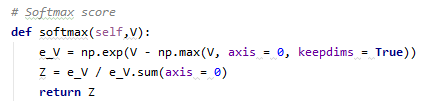 # Softmax score
def softmax(self,V):
    e_V = np.exp(V - np.max(V, axis = 0, keepdims = True))
    Z = e_V / e_V.sum(axis = 0)
    return Z